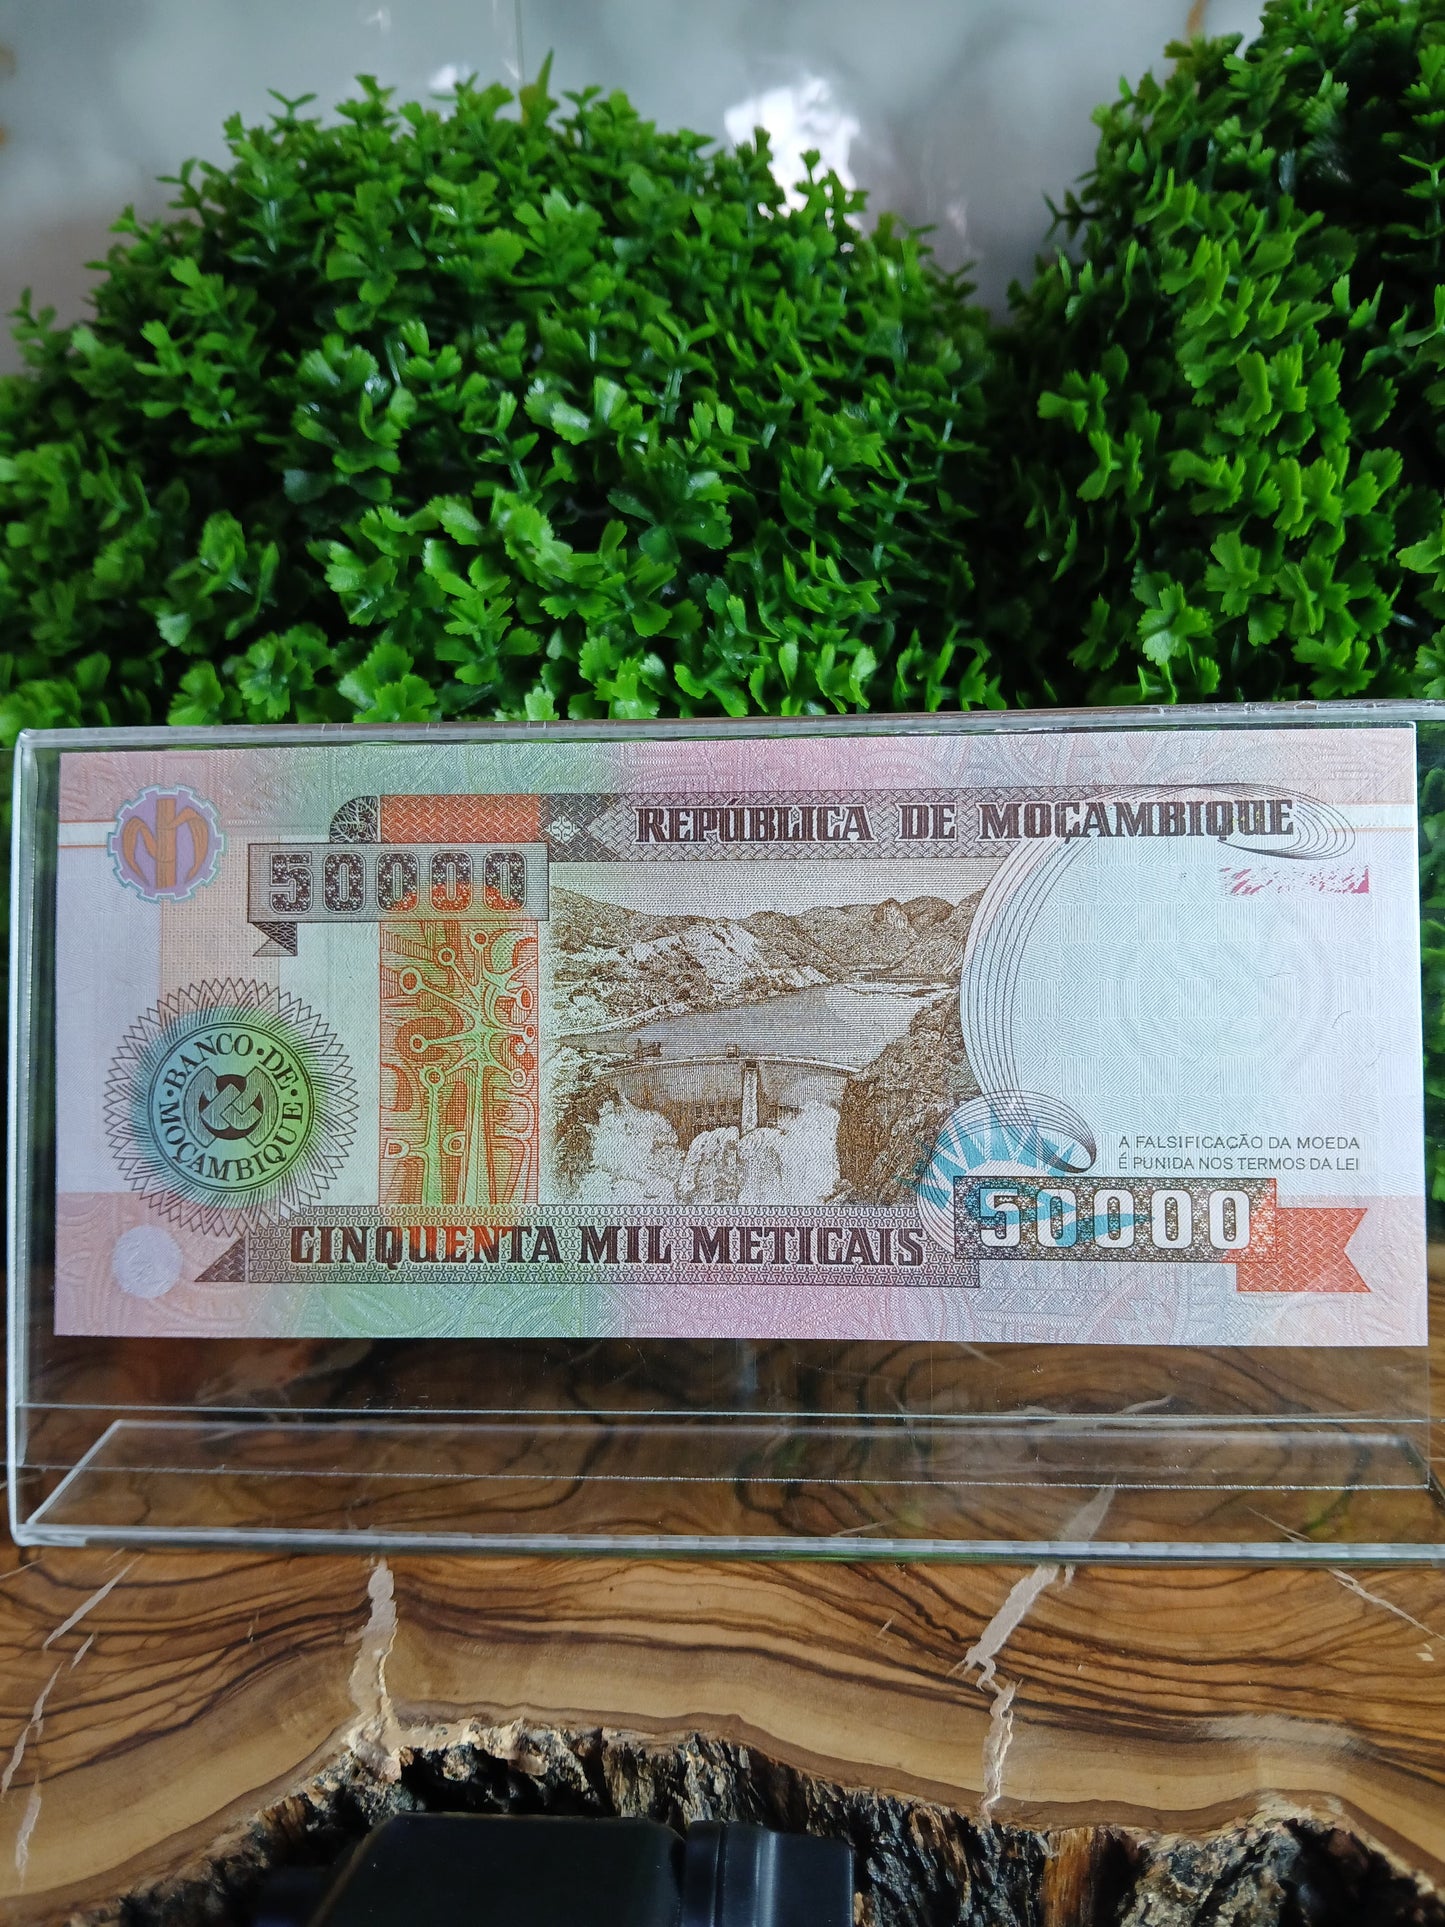 REPÚBLICA DE MOÇAMBIQUE
50000
BANCO · DE · MOÇAMBIQUE
A FALSIFICAÇÃO DA MOEDA
É PUNIDA NOS TERMOS DA LEI
50000
CINQUENTA MIL METICAIS